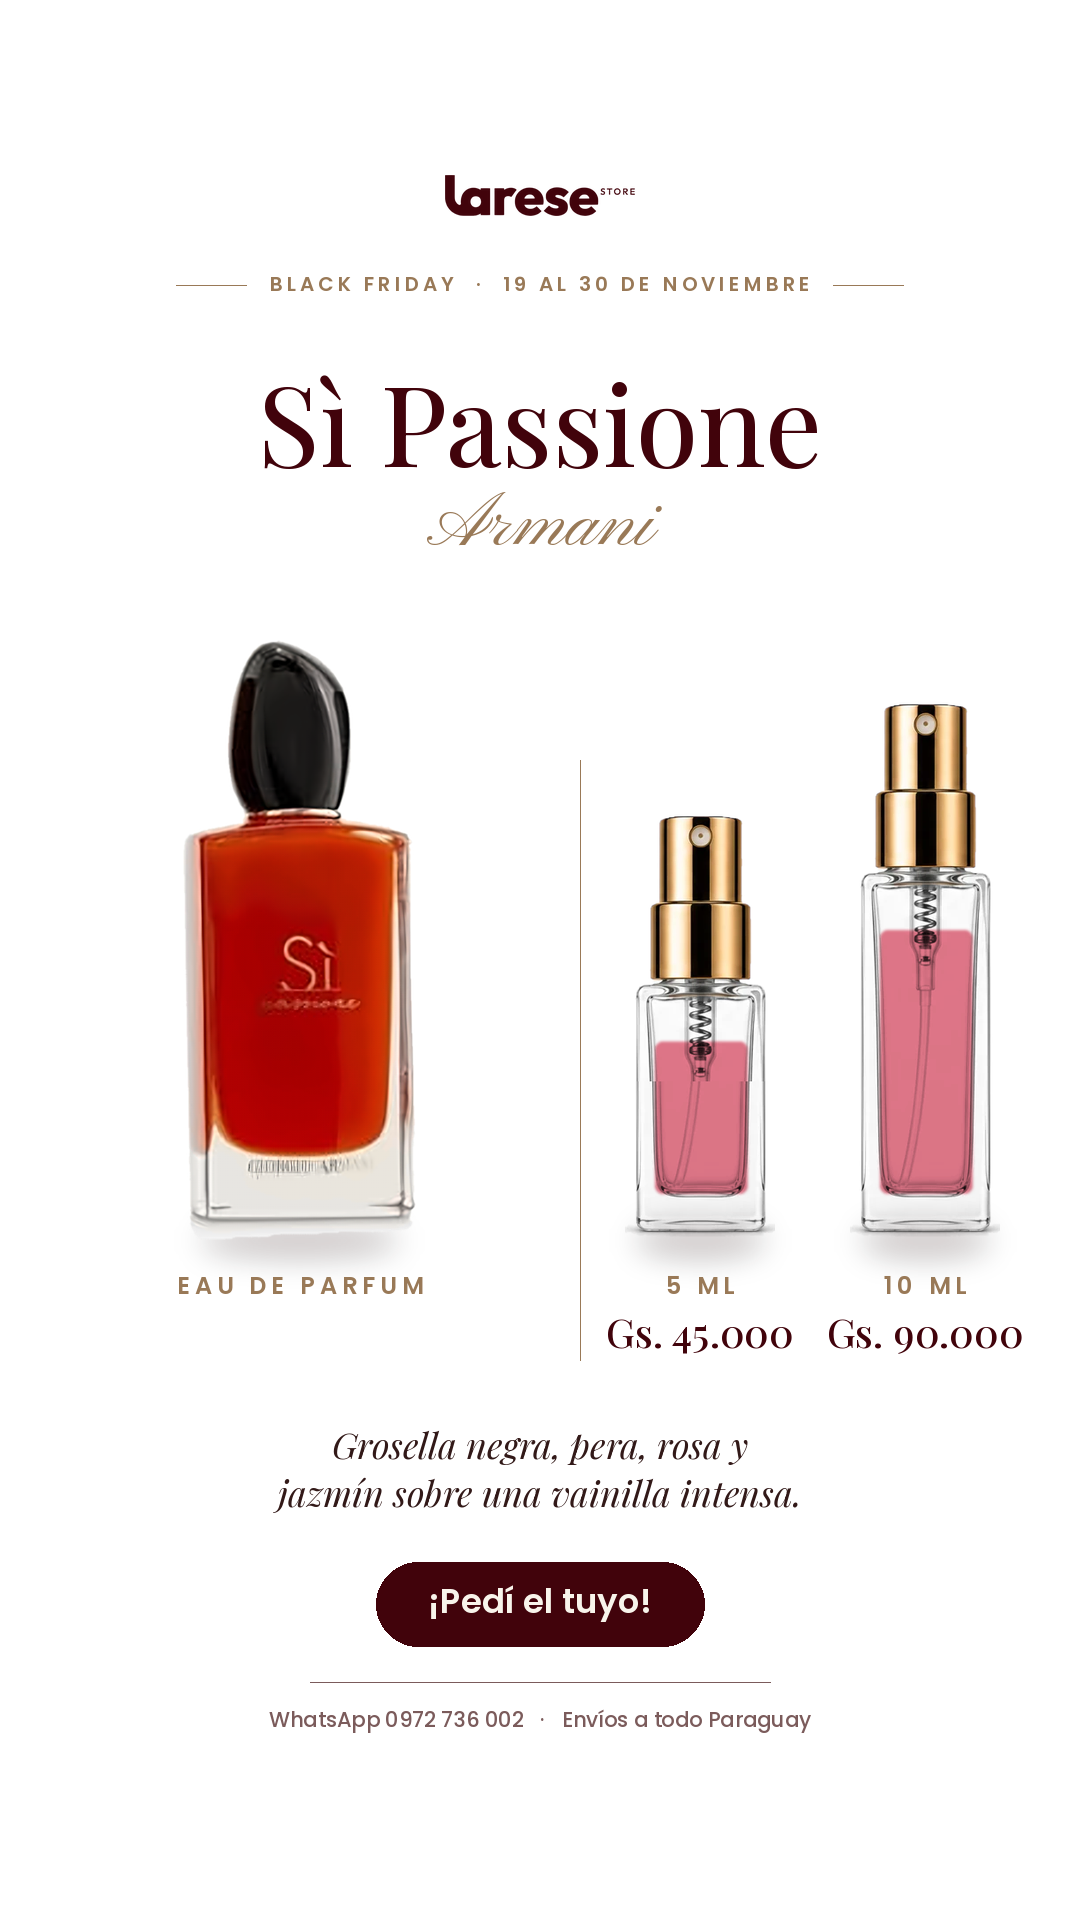 Larese STORE
BLACK FRIDAY · 19 AL 30 DE NOVIEMBRE
Sì Passione
Armani
Sì
passione
EAU DE PARFUM
5 ML
Gs. 45.000
10 ML
Gs. 90.000
Grosella negra, pera, rosa y
jazmín sobre una vainilla intensa.
¡Pedí el tuyo!
WhatsApp 0972 736 002 · Envíos a todo Paraguay